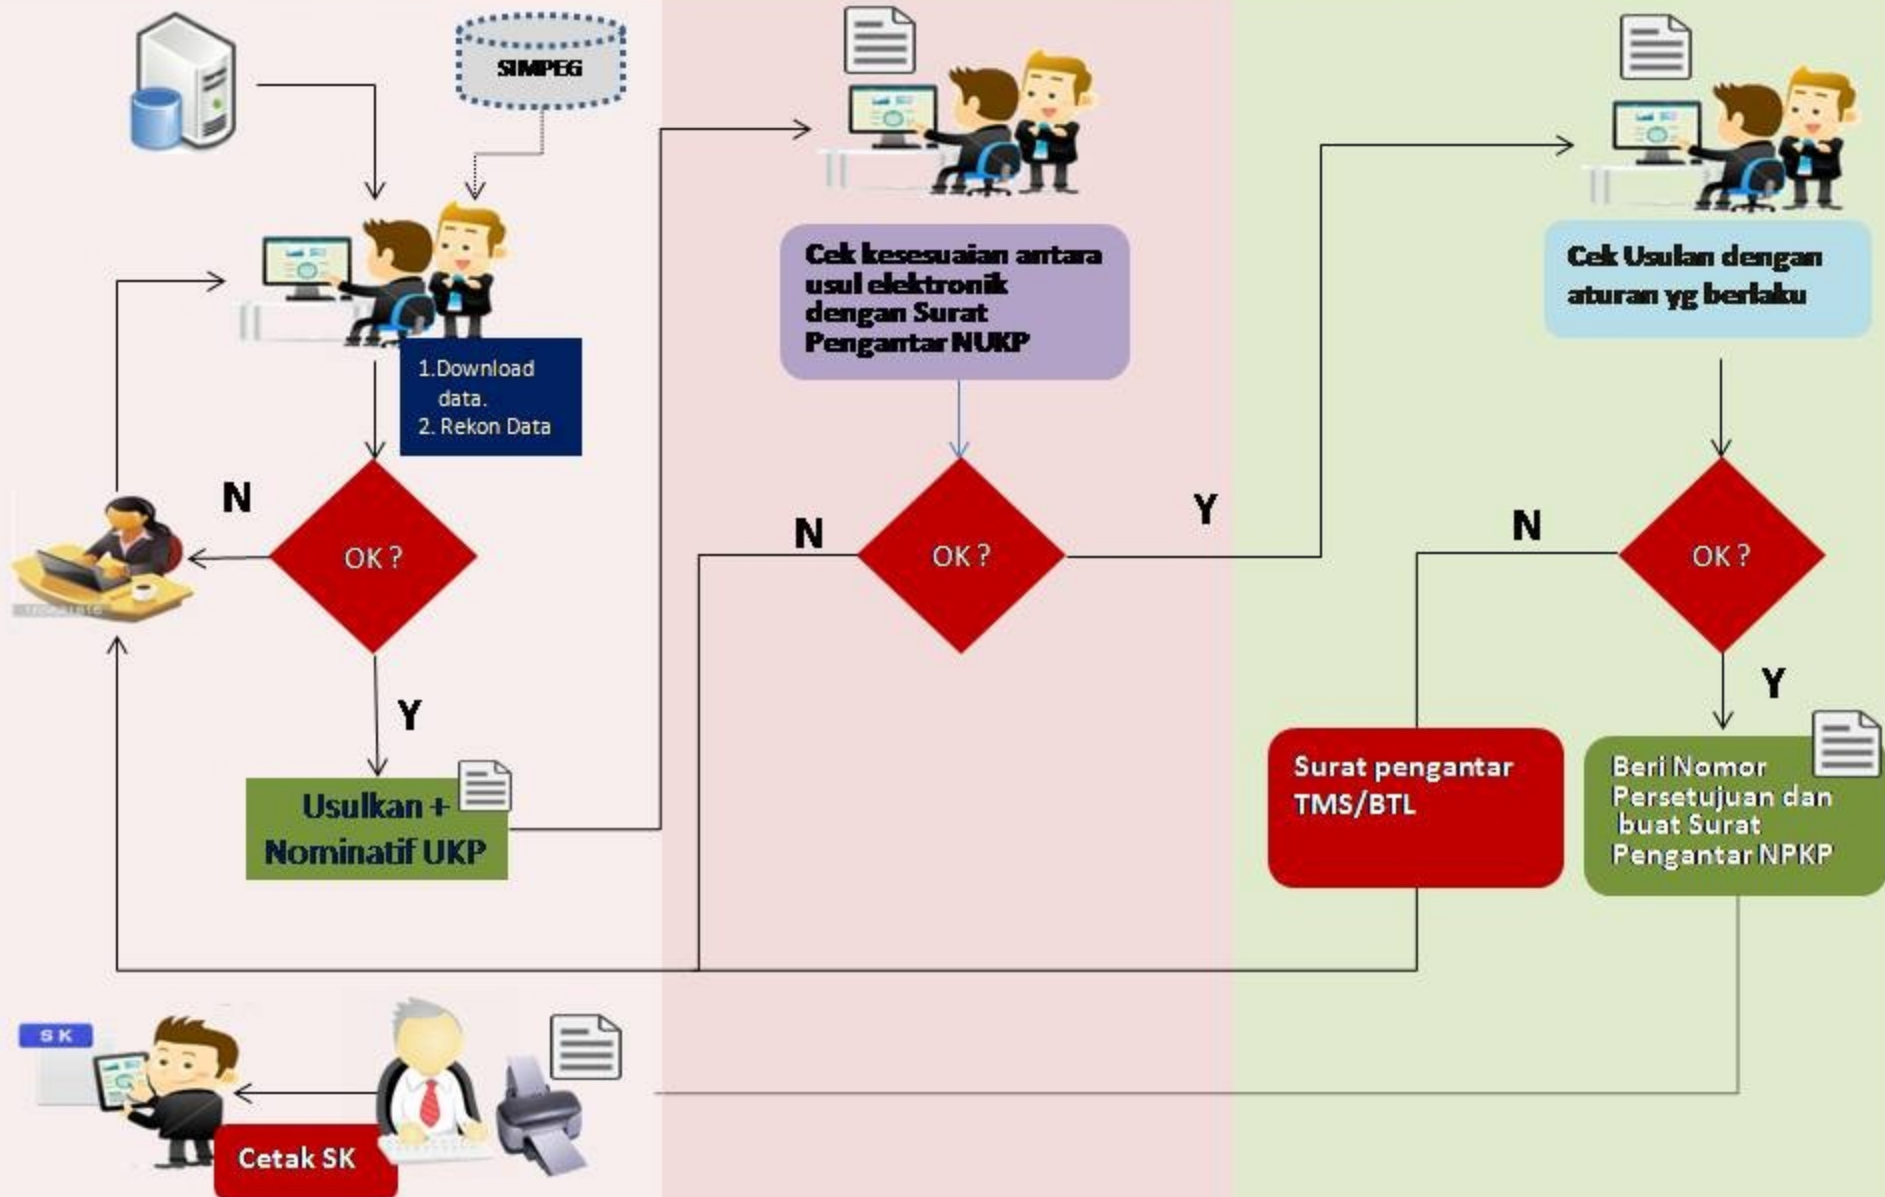 SIMPEG
1.Download
data.
2. Rekon Data
N
OK ?
Y
Usulkan +
Nominatif UKP
Cek kesesuaian antara
usul elektronik
dengan Surat
Pengantar NUKP
N
OK ?
Y
Cek Usulan dengan
aturan yg berlaku
N
OK ?
Y
Surat pengantar
TMS/BTL
Beri Nomor
Persetujuan dan
buat Surat
Pengantar NPKP
SK
Cetak SK